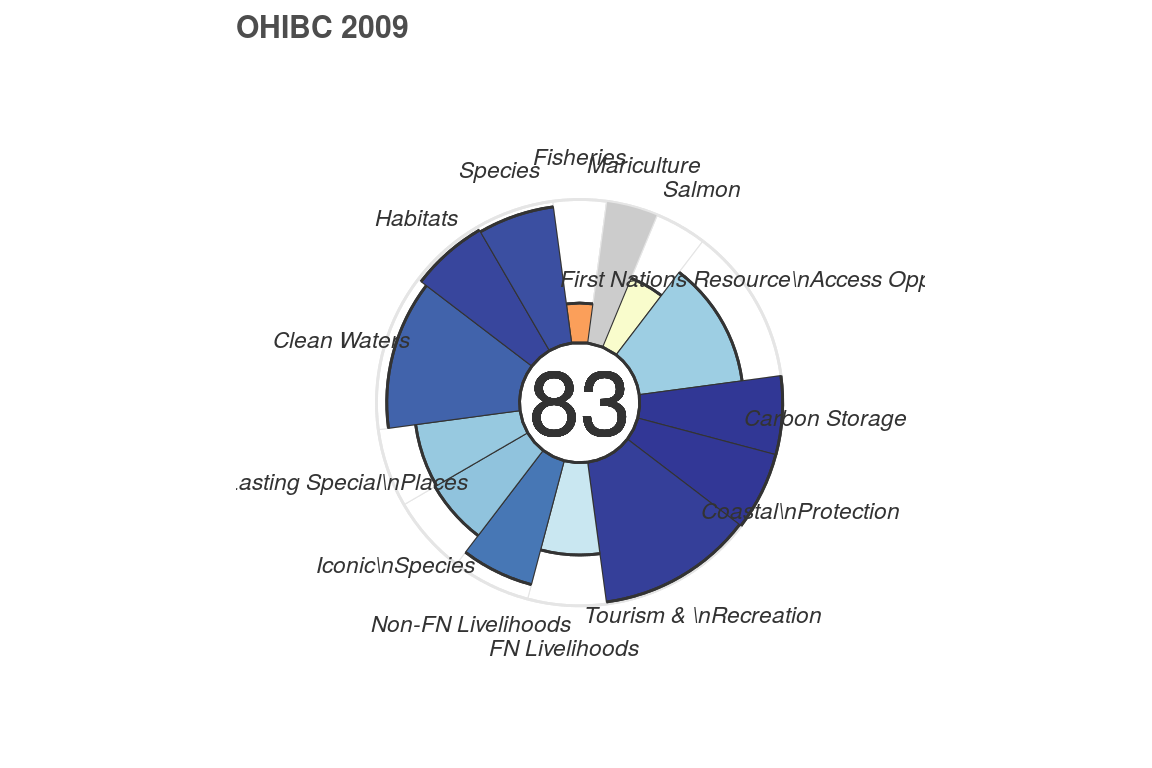 OHIBC 2009
Fisheries
Mariculture
Species
Salmon
Habitats
First Nations Resource\nAccess Opp
Clean Waters
83
Carbon Storage
asting Special\nPlaces
Coastal\nProtection
Iconic\nSpecies
Tourism & \nRecreation
Non-FN Livelihoods
FN Livelihoods